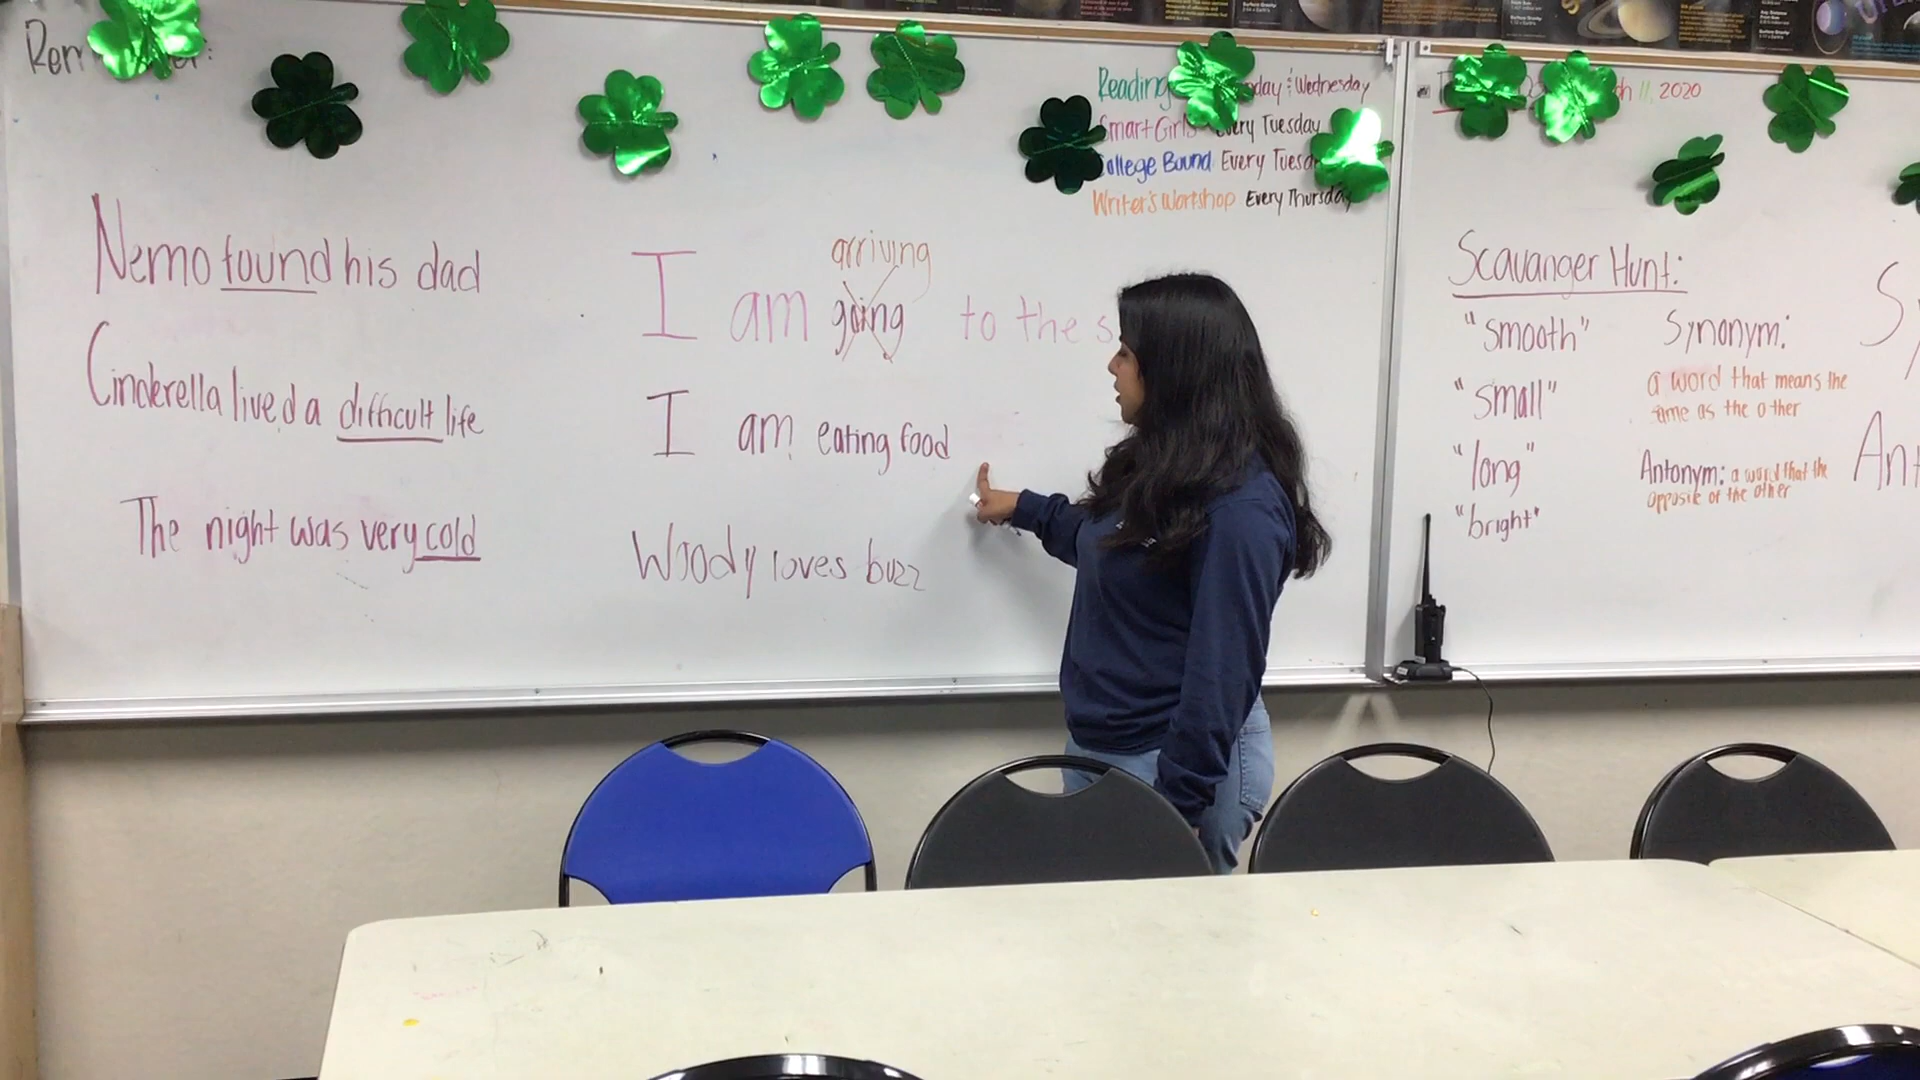 Nemo found his dad
Cinderella lived a difficult life
The night was very cold
arriving
I am going to the s
I am eating food
Woody loves buzz
Reading Wednesday
Smart Girls Every Tuesday
College Bound Every Tuesday
Writer's Workshop Every Thursday
11, 2020
Scavanger Hunt:
"smooth"
"small"
"long"
"bright"
Synonym:
a word that means the
same as the other
Antonym: a word that the
opposite of the other
Ant